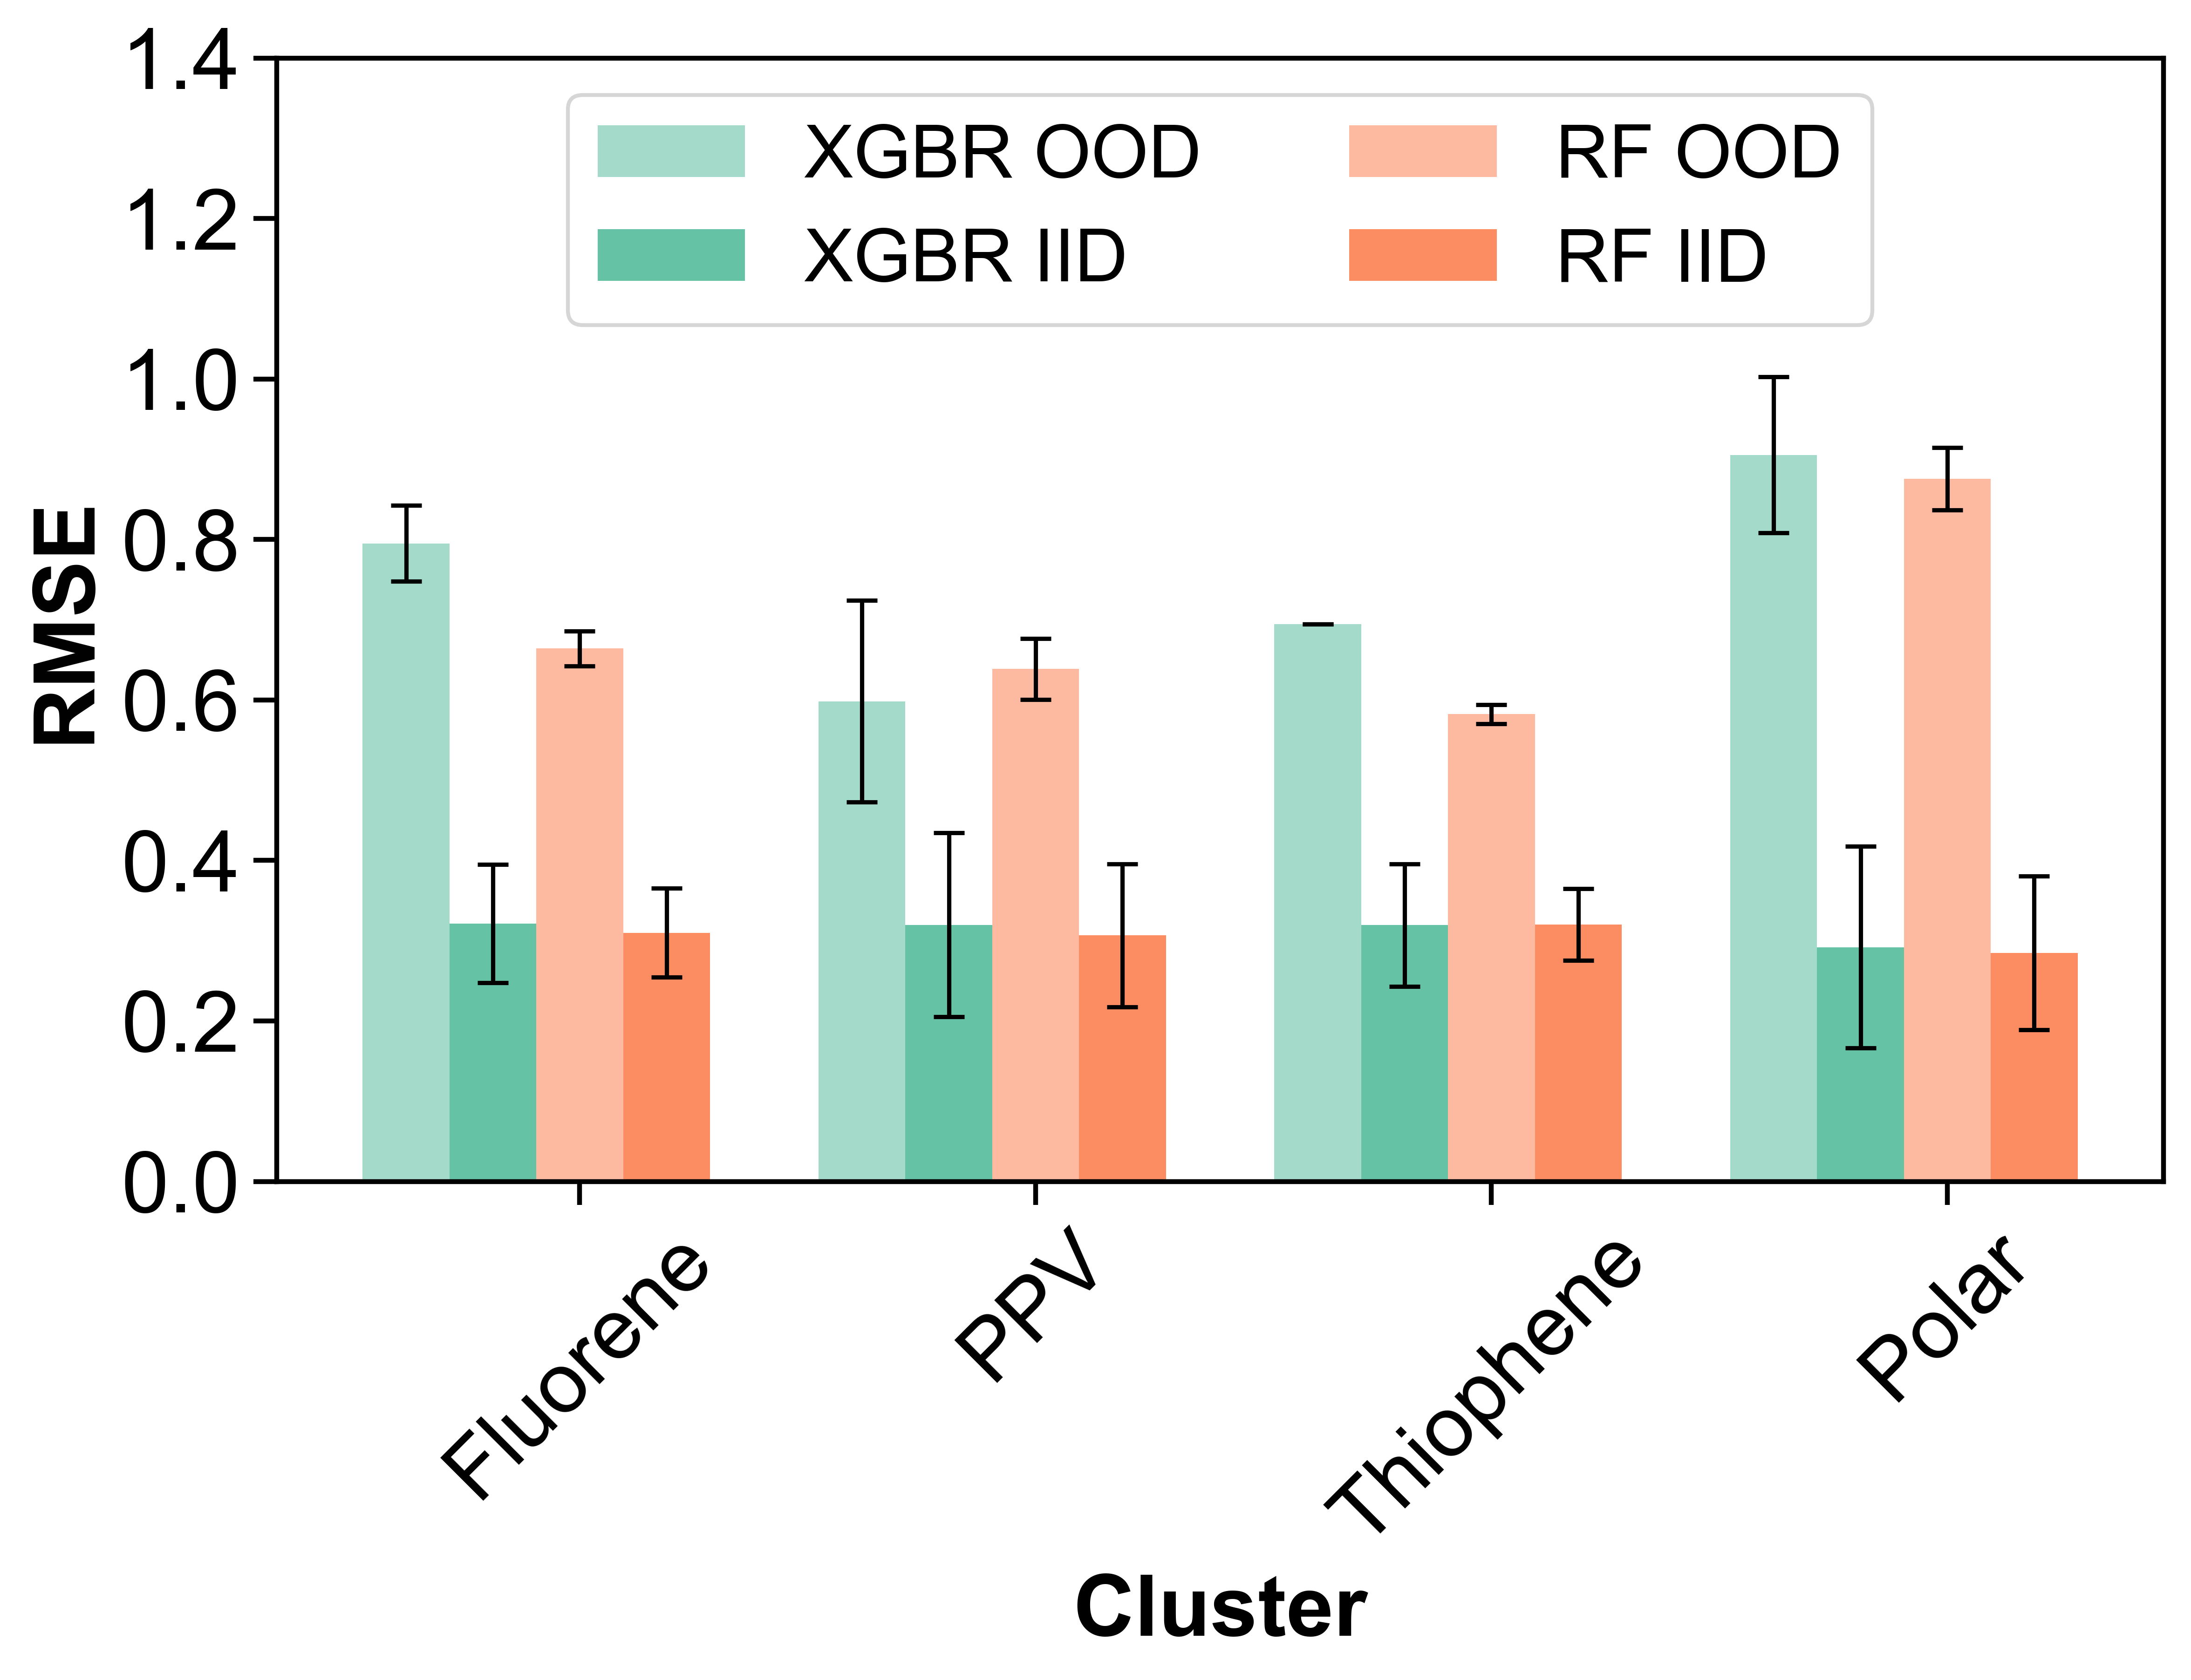 1.4
1.2
1.0
0.8
0.6
0.4
0.2
0.0
RMSE
XGBR OOD
XGBR IID
RF OOD
RF IID
Fluorene
PPV
Thiophene
Polar
Cluster